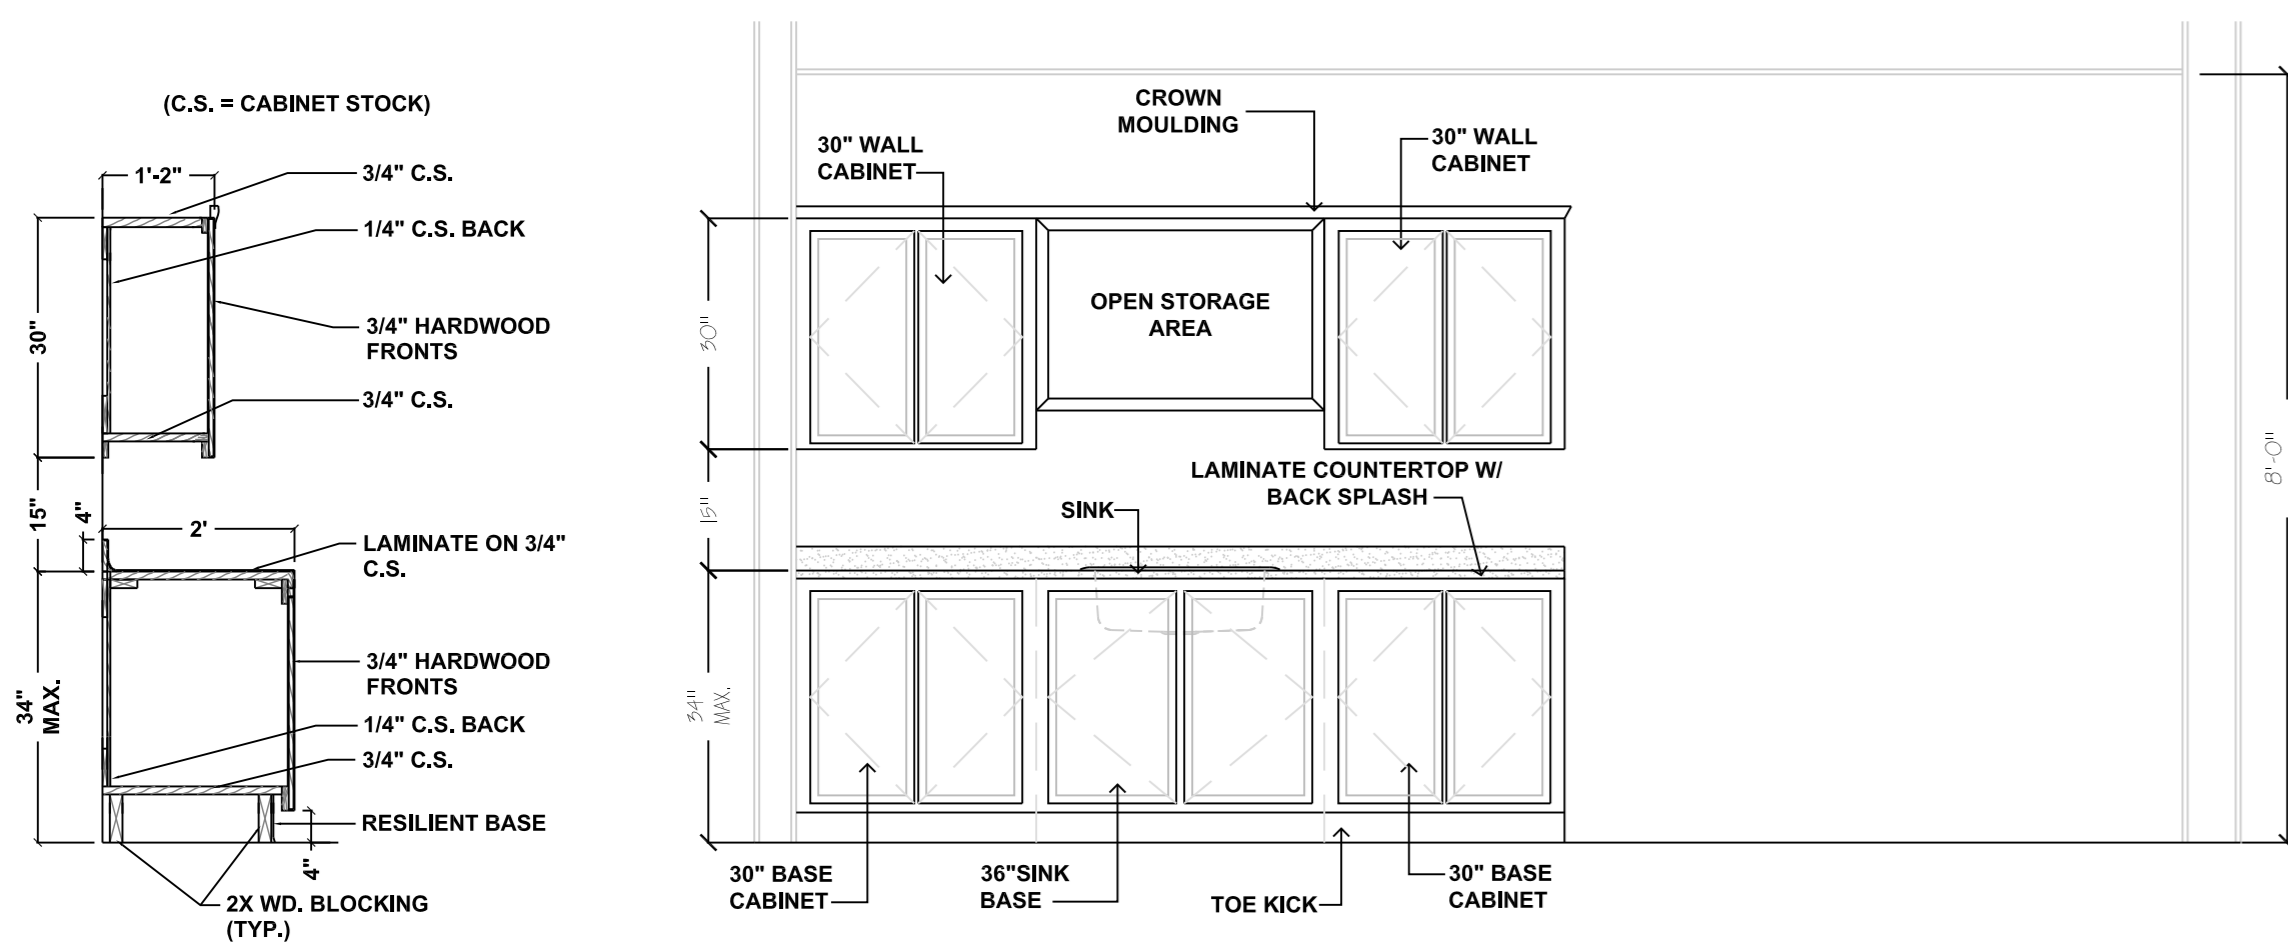 (C.S. = CABINET STOCK)
1'-2"
3/4" C.S.
1/4" C.S. BACK
30"
3/4" HARDWOOD
FRONTS
3/4" C.S.
15"
4"
2'
LAMINATE ON 3/4"
C.S.
34"
MAX.
3/4" HARDWOOD
FRONTS
1/4" C.S. BACK
3/4" C.S.
RESILIENT BASE
4"
2X WD. BLOCKING
(TYP.)
CROWN
MOULDING
30" WALL
CABINET
30" WALL
CABINET
30"
OPEN STORAGE
AREA
15"
LAMINATE COUNTERTOP W/
BACK SPLASH
SINK
34"
MAX.
8'-0"
30" BASE
CABINET
36"SINK
BASE
TOE KICK
30" BASE
CABINET